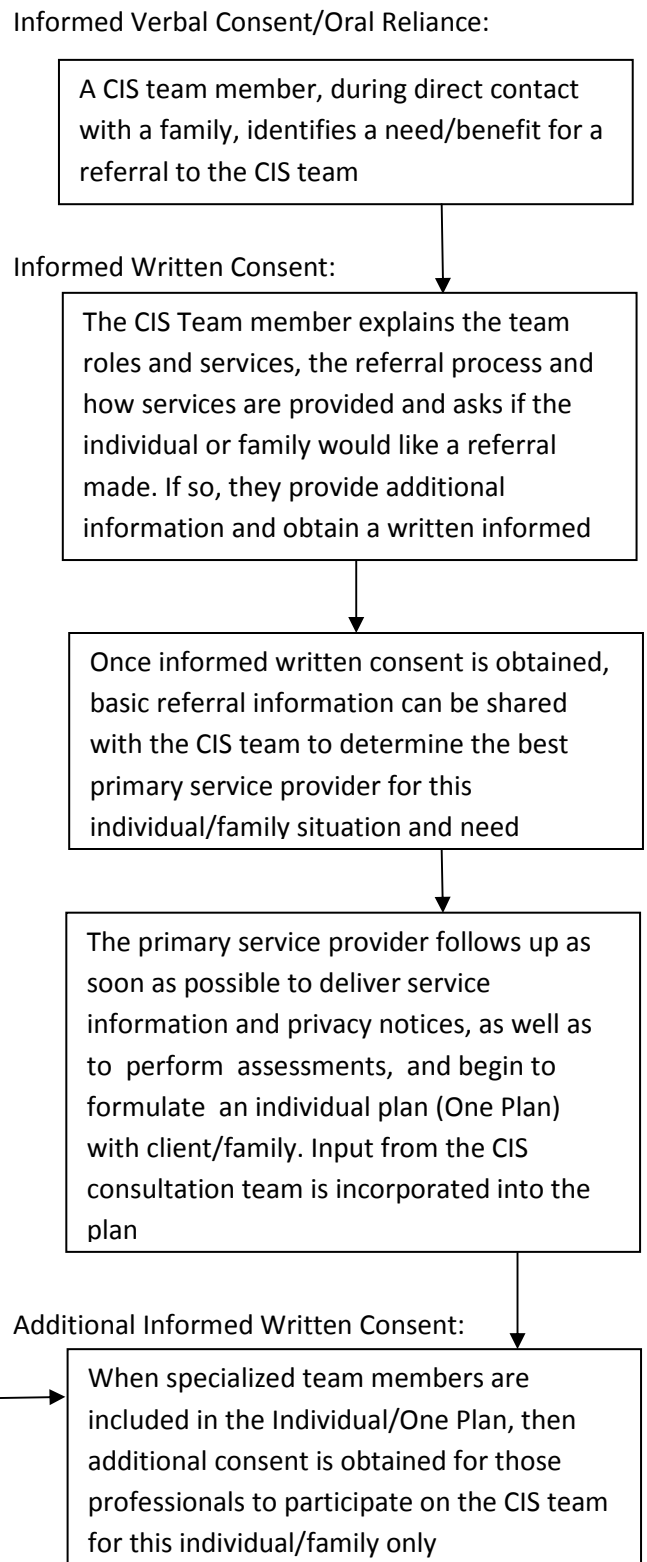 Informed Verbal Consent/Oral Reliance:
A CIS team member, during direct contact
with a family, identifies a need/benefit for a
referral to the CIS team
Informed Written Consent:
The CIS Team member explains the team
roles and services, the referral process and
how services are provided and asks if the
individual or family would like a referral
made. If so, they provide additional
information and obtain a written informed
Once informed written consent is obtained,
basic referral information can be shared
with the CIS team to determine the best
primary service provider for this
individual/family situation and need
The primary service provider follows up as
soon as possible to deliver service
information and privacy notices, as well as
to perform assessments, and begin to
formulate an individual plan (One Plan)
with client/family. Input from the CIS
consultation team is incorporated into the
plan
Additional Informed Written Consent:
When specialized team members are
included in the Individual/One Plan, then
additional consent is obtained for those
professionals to participate on the CIS team
for this individual/family only